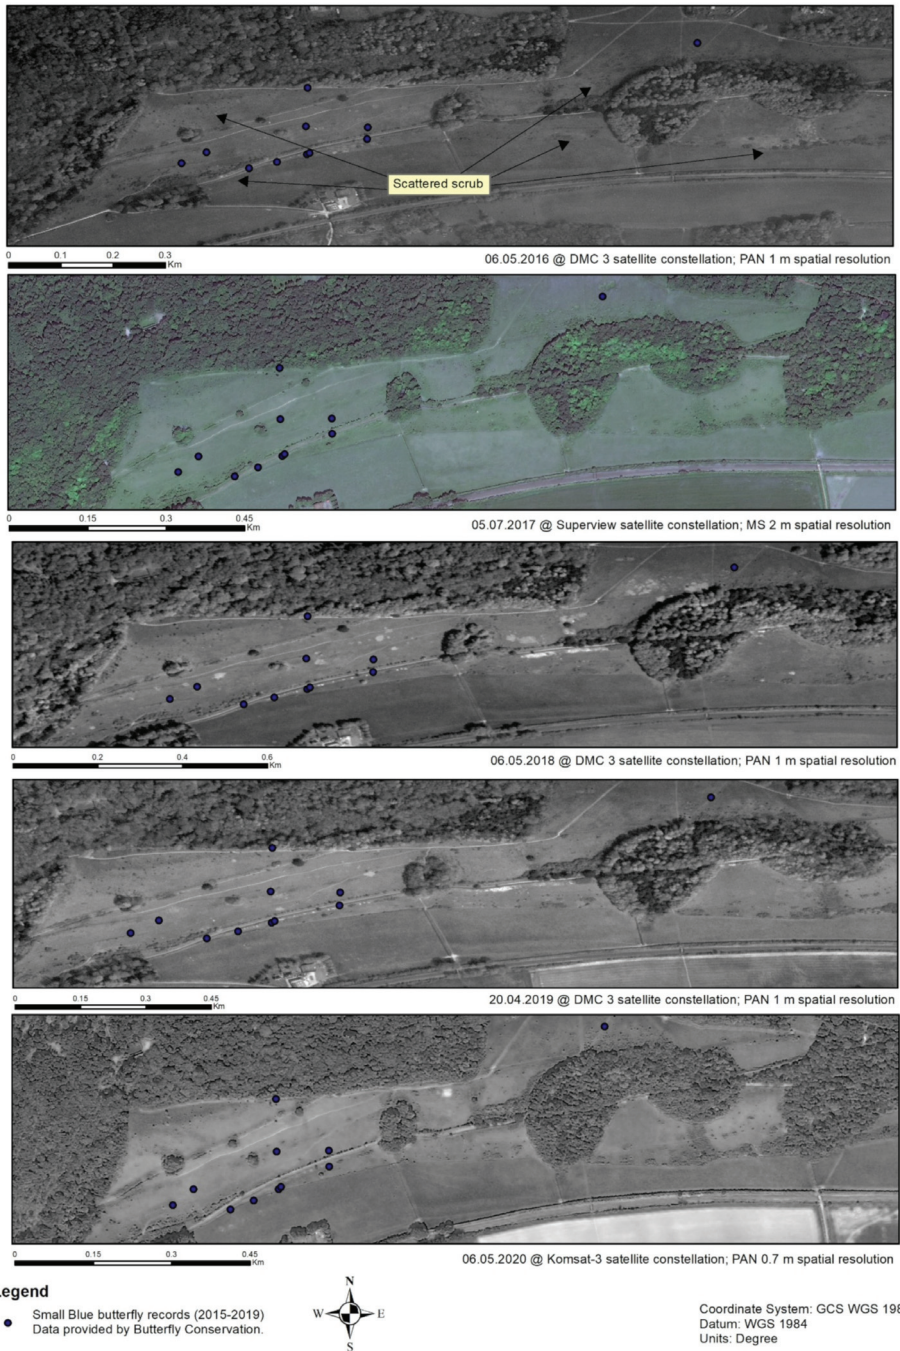 Scattered scrub
0 0.1 0.2 0.3
Km
06.05.2016 @ DMC 3 satellite constellation; PAN 1 m spatial resolution
0 0.15 0.3 0.45
Km
05.07.2017 @ Superview satellite constellation; MS 2 m spatial resolution
0 0.2 0.4 0.6
Km
06.05.2018 @ DMC 3 satellite constellation; PAN 1 m spatial resolution
0 0.15 0.3 0.45
Km
20.04.2019 @ DMC 3 satellite constellation; PAN 1 m spatial resolution
0 0.15 0.3 0.45
Km
06.05.2020 @ Komsat-3 satellite constellation; PAN 0.7 m spatial resolution
egend
Small Blue butterfly records (2015-2019)
Data provided by Butterfly Conservation.
N
W E
S
Coordinate System: GCS WGS 198
Datum: WGS 1984
Units: Degree